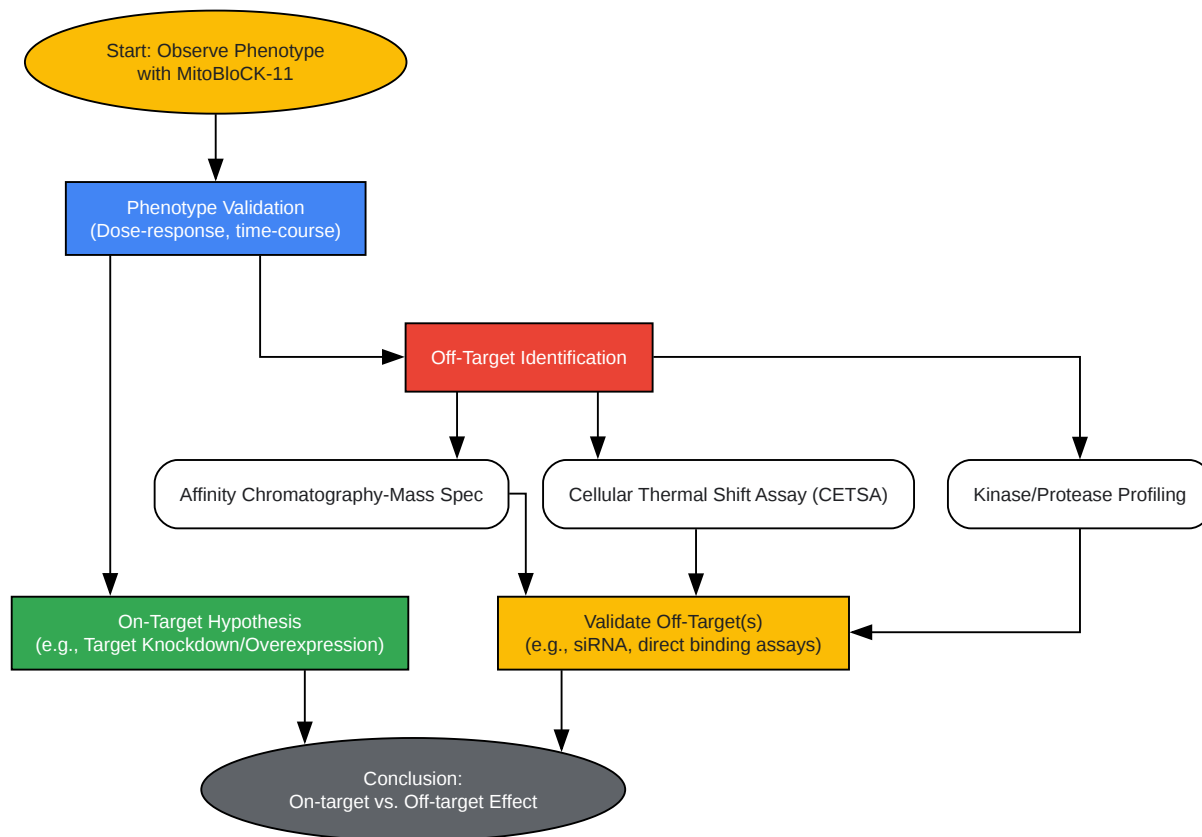 Start: Observe Phenotype
with MitoBloCK-11
Phenotype Validation
(Dose-response, time-course)
Off-Target Identification
Affinity Chromatography-Mass Spec
Cellular Thermal Shift Assay (CETSA)
Kinase/Protease Profiling
On-Target Hypothesis
(e.g., Target Knockdown/Overexpression)
Validate Off-Target(s)
(e.g., siRNA, direct binding assays)
Conclusion:
On-target vs. Off-target Effect